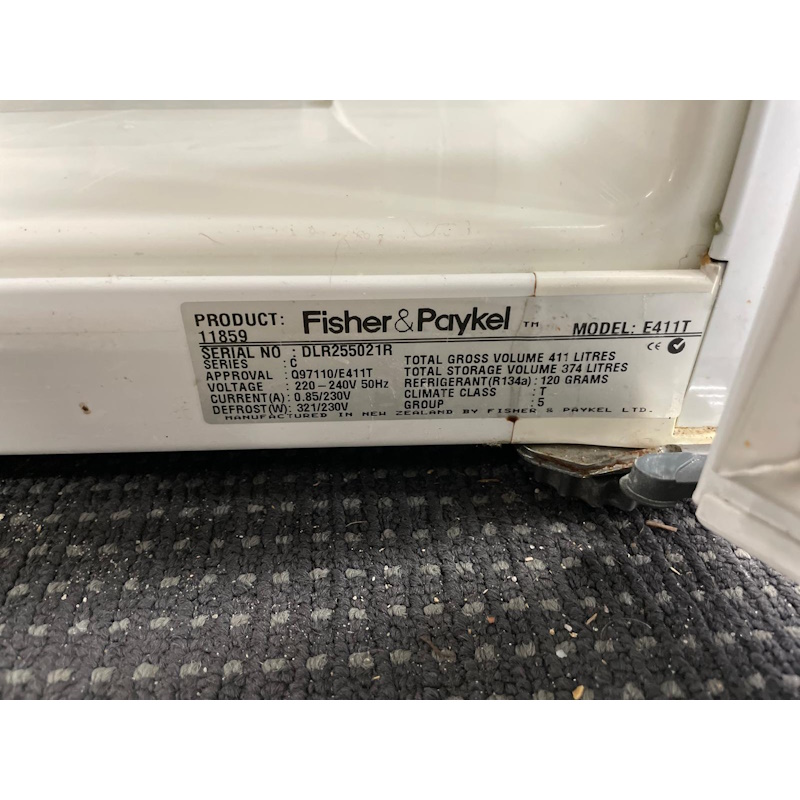 PRODUCT: Fisher&Paykel TM MODEL: E411T
11859
SERIAL NO : DLR255021R
SERIES : C
APPROVAL : Q97110/E411T
VOLTAGE : 220-240V 50Hz
CURRENT(A) : 0.85/230V
DEFROST(W) : 321/230V
CE
TOTAL GROSS VOLUME 411 LITRES
TOTAL STORAGE VOLUME 374 LITRES
REFRIGERANT(R134a) : 120 GRAMS
CLIMATE CLASS : T
GROUP : 5
MANUFACTURED IN NEW ZEALAND BY FISHER & PAYKEL LTD.